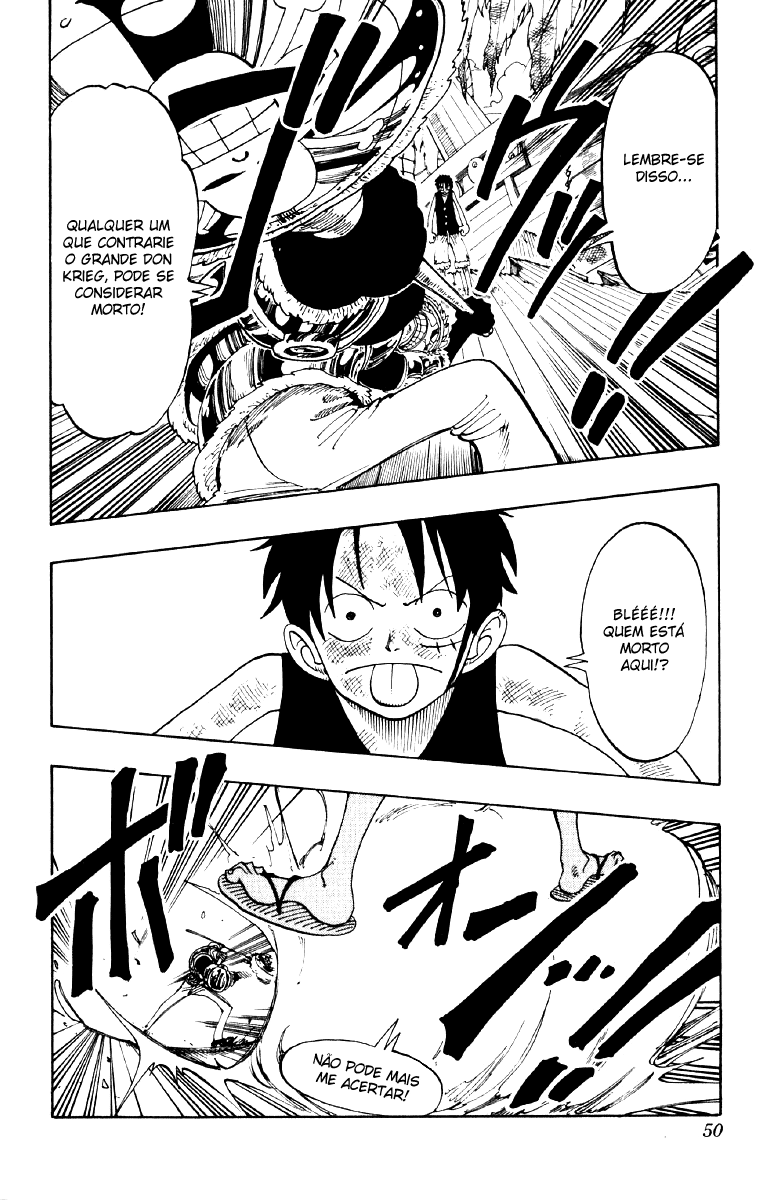 LEMBRE-SE
DISSO...
QUALQUER UM
QUE CONTRARIE
O GRANDE DON
KRIEG, PODE SE
CONSIDERAR
MORTO!
BLÉÉÉ!!!
QUEM ESTÁ
MORTO
AQUI!?
NÃO PODE MAIS
ME ACERTAR!
50